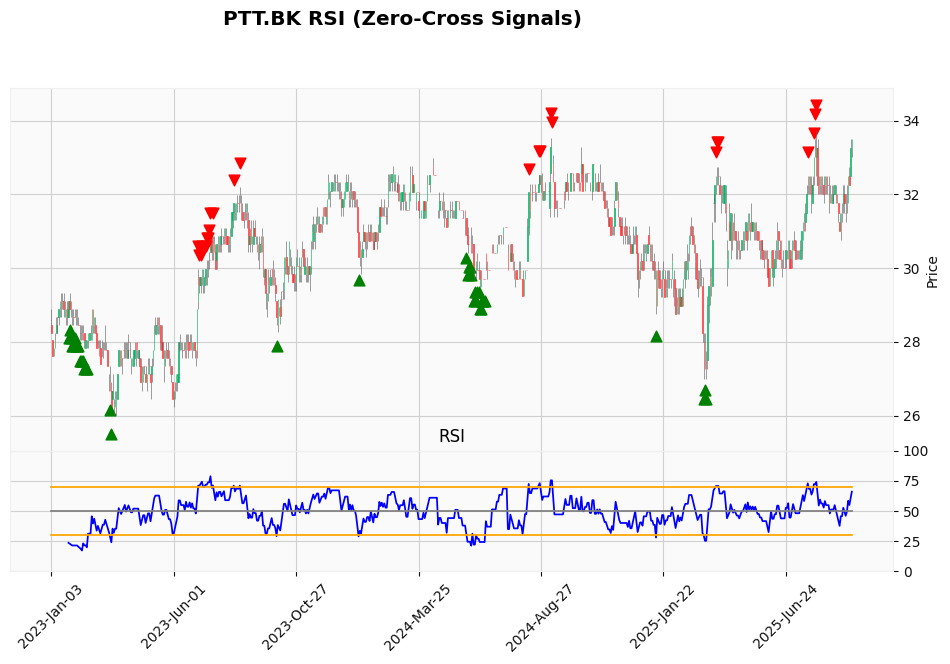 PTT.BK RSI (Zero-Cross Signals)
34
32
30
28
26
Price
RSI
100
75
50
25
0
2023-Jan-03
2023-Jun-01
2023-Oct-27
2024-Mar-25
2024-Aug-27
2025-Jan-22
2025-Jun-24